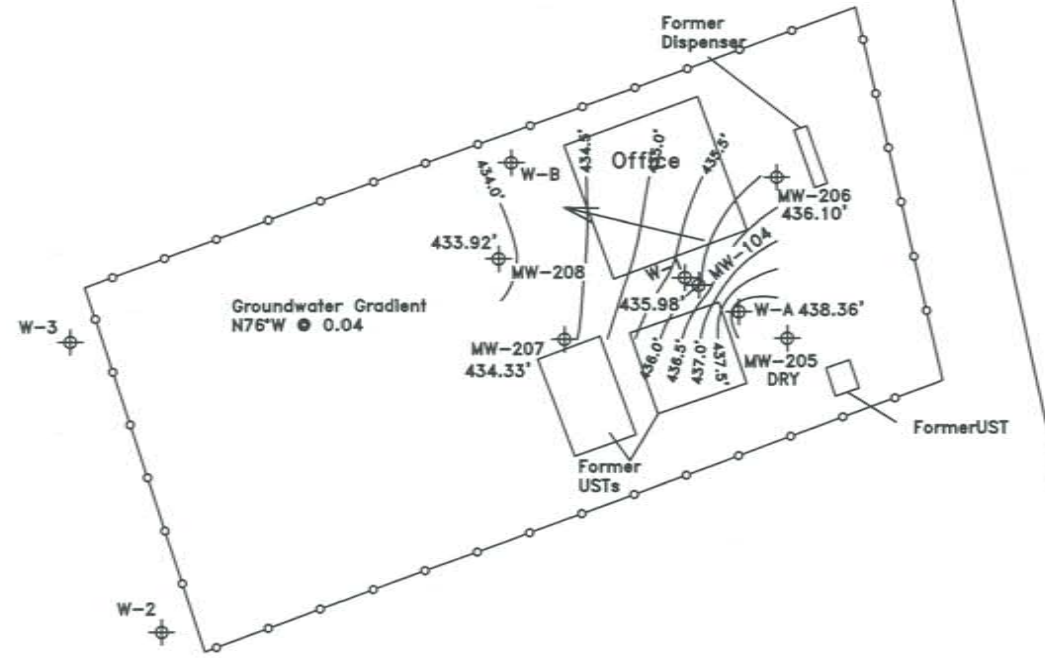 Former
Dispenser
434.5'
435.0'
435.5'
Office
434.0'
W-B
MW-206
436.10'
433.92'
MW-208
W-1
MW-104
Groundwater Gradient
N76°W @ 0.04
435.98'
W-A 438.36'
W-3
MW-207
434.33'
436.0'
436.5'
437.0'
437.5'
MW-205
DRY
FormerUST
Former
USTs
W-2